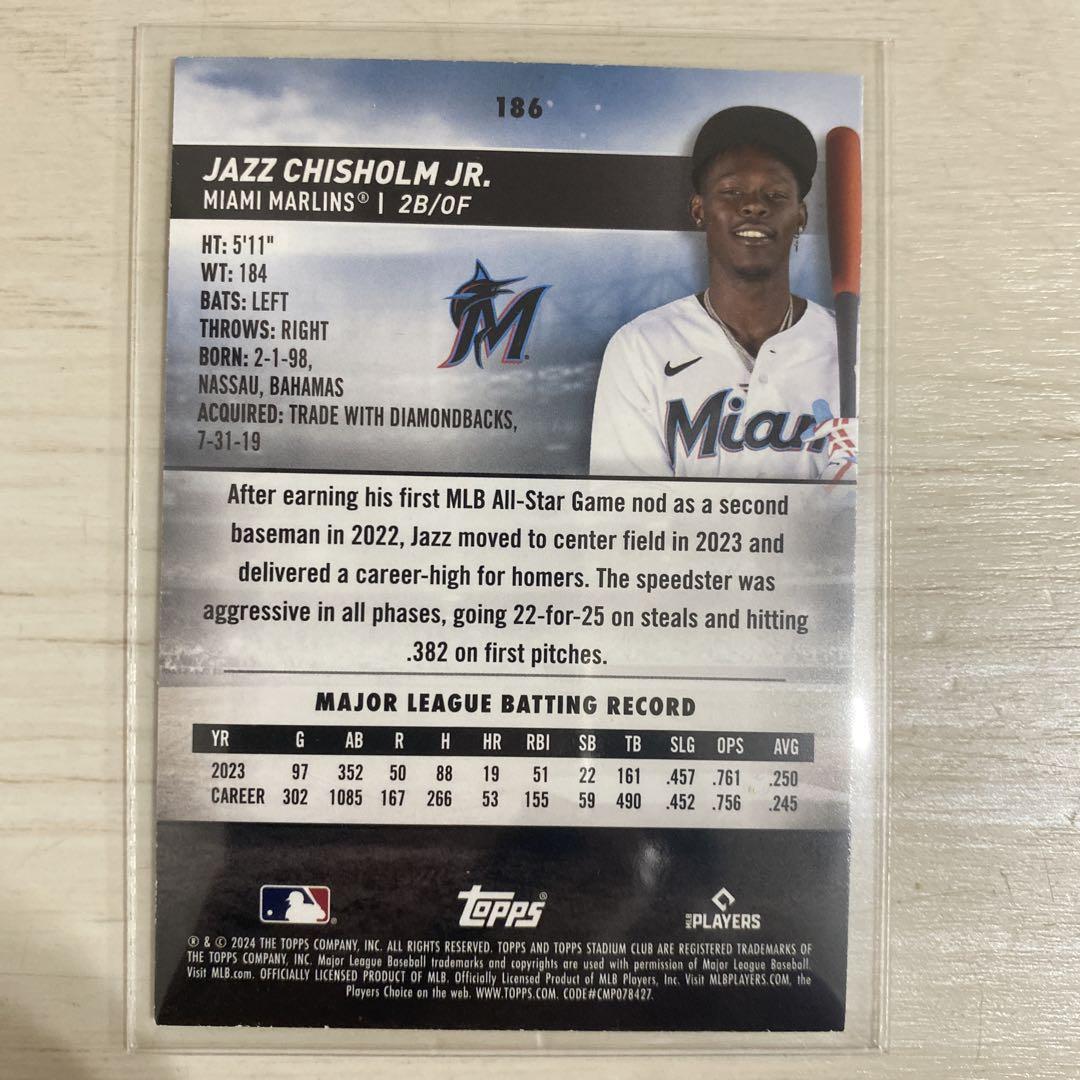 186
JAZZ CHISHOLM JR.
MIAMI MARLINS® | 2B/OF
HT: 5'11"
WT: 184
BATS: LEFT
THROWS: RIGHT
BORN: 2-1-98,
NASSAU, BAHAMAS
ACQUIRED: TRADE WITH DIAMONDBACKS,
7-31-19
M
Miami
After earning his first MLB All-Star Game nod as a second
baseman in 2022, Jazz moved to center field in 2023 and
delivered a career-high for homers. The speedster was
aggressive in all phases, going 22-for-25 on steals and hitting
.382 on first pitches.
MAJOR LEAGUE BATTING RECORD
YR G AB R H HR RBI SB TB SLG OPS AVG
2023 97 352 50 88 19 51 22 161 .457 .761 .250
CAREER 302 1085 167 266 53 155 59 490 .452 .756 .245
Topps®
MLB PLAYERS
® & © 2024 THE TOPPS COMPANY, INC. ALL RIGHTS RESERVED. TOPPS AND TOPPS STADIUM CLUB ARE REGISTERED TRADEMARKS OF
THE TOPPS COMPANY, INC. Major League Baseball trademarks and copyrights are used with permission of Major League Baseball.
Visit MLB.com. OFFICIALLY LICENSED PRODUCT OF MLB. Officially Licensed Product of MLB Players, Inc. Visit MLBPLAYERS.COM, the
Players Choice on the web. WWW.TOPPS.COM. CODE#CMP078427.